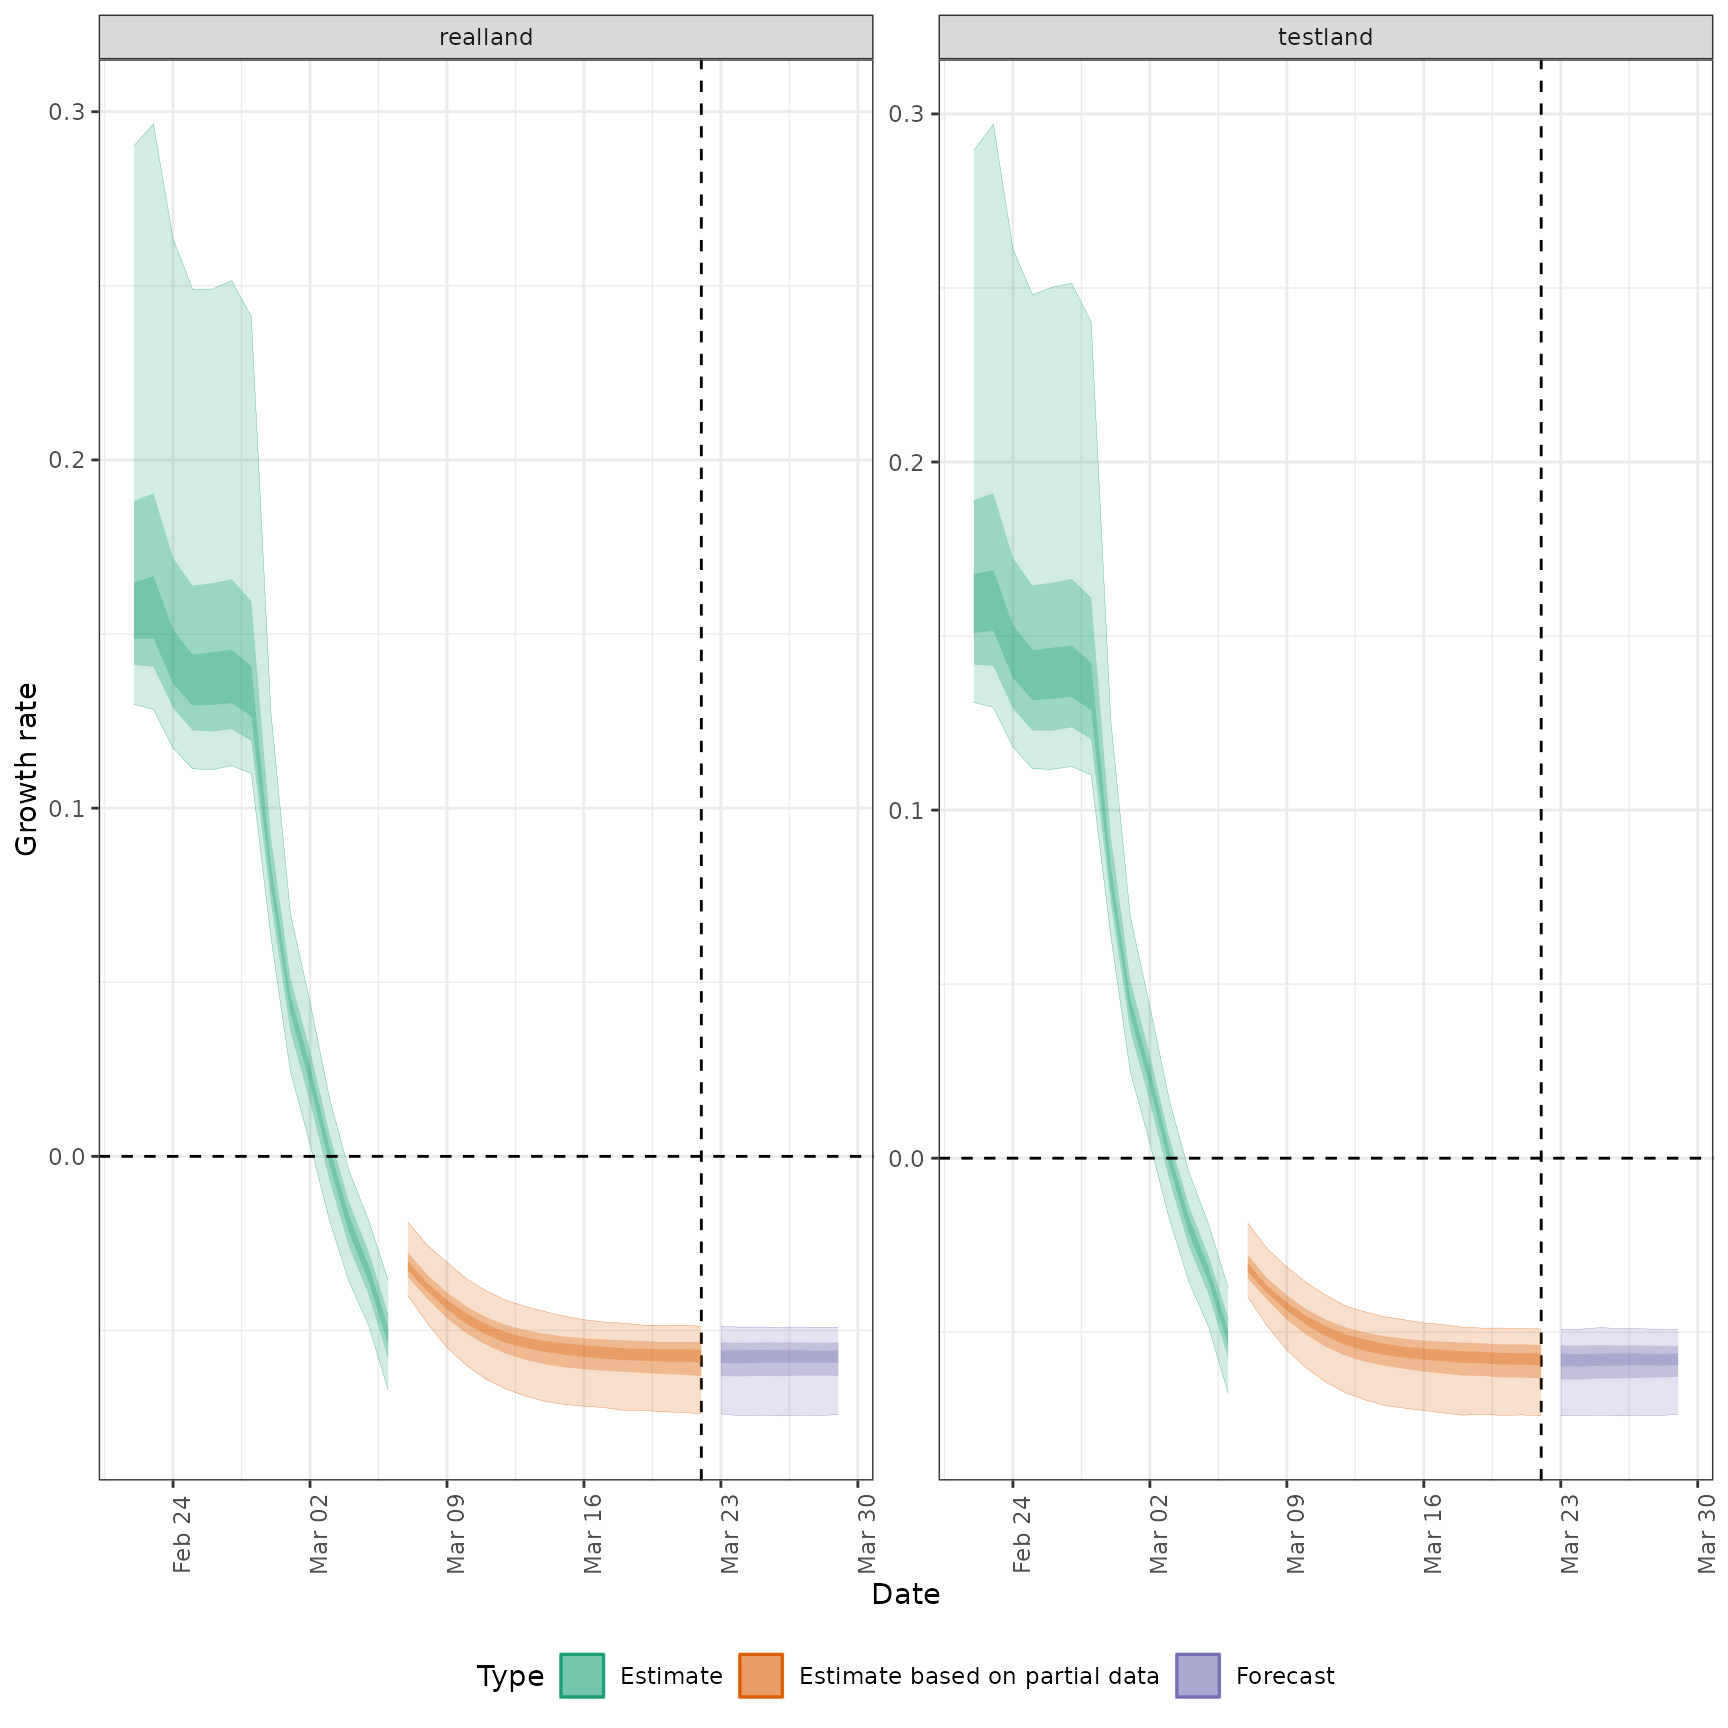 realland
testland
Growth rate
0.3
0.2
0.1
0.0
0.3
0.2
0.1
0.0
Feb 24
Mar 02
Mar 09
Mar 16
Mar 23
Mar 30
Feb 24
Mar 02
Mar 09
Mar 16
Mar 23
Mar 30
Date
Type Estimate Estimate based on partial data Forecast